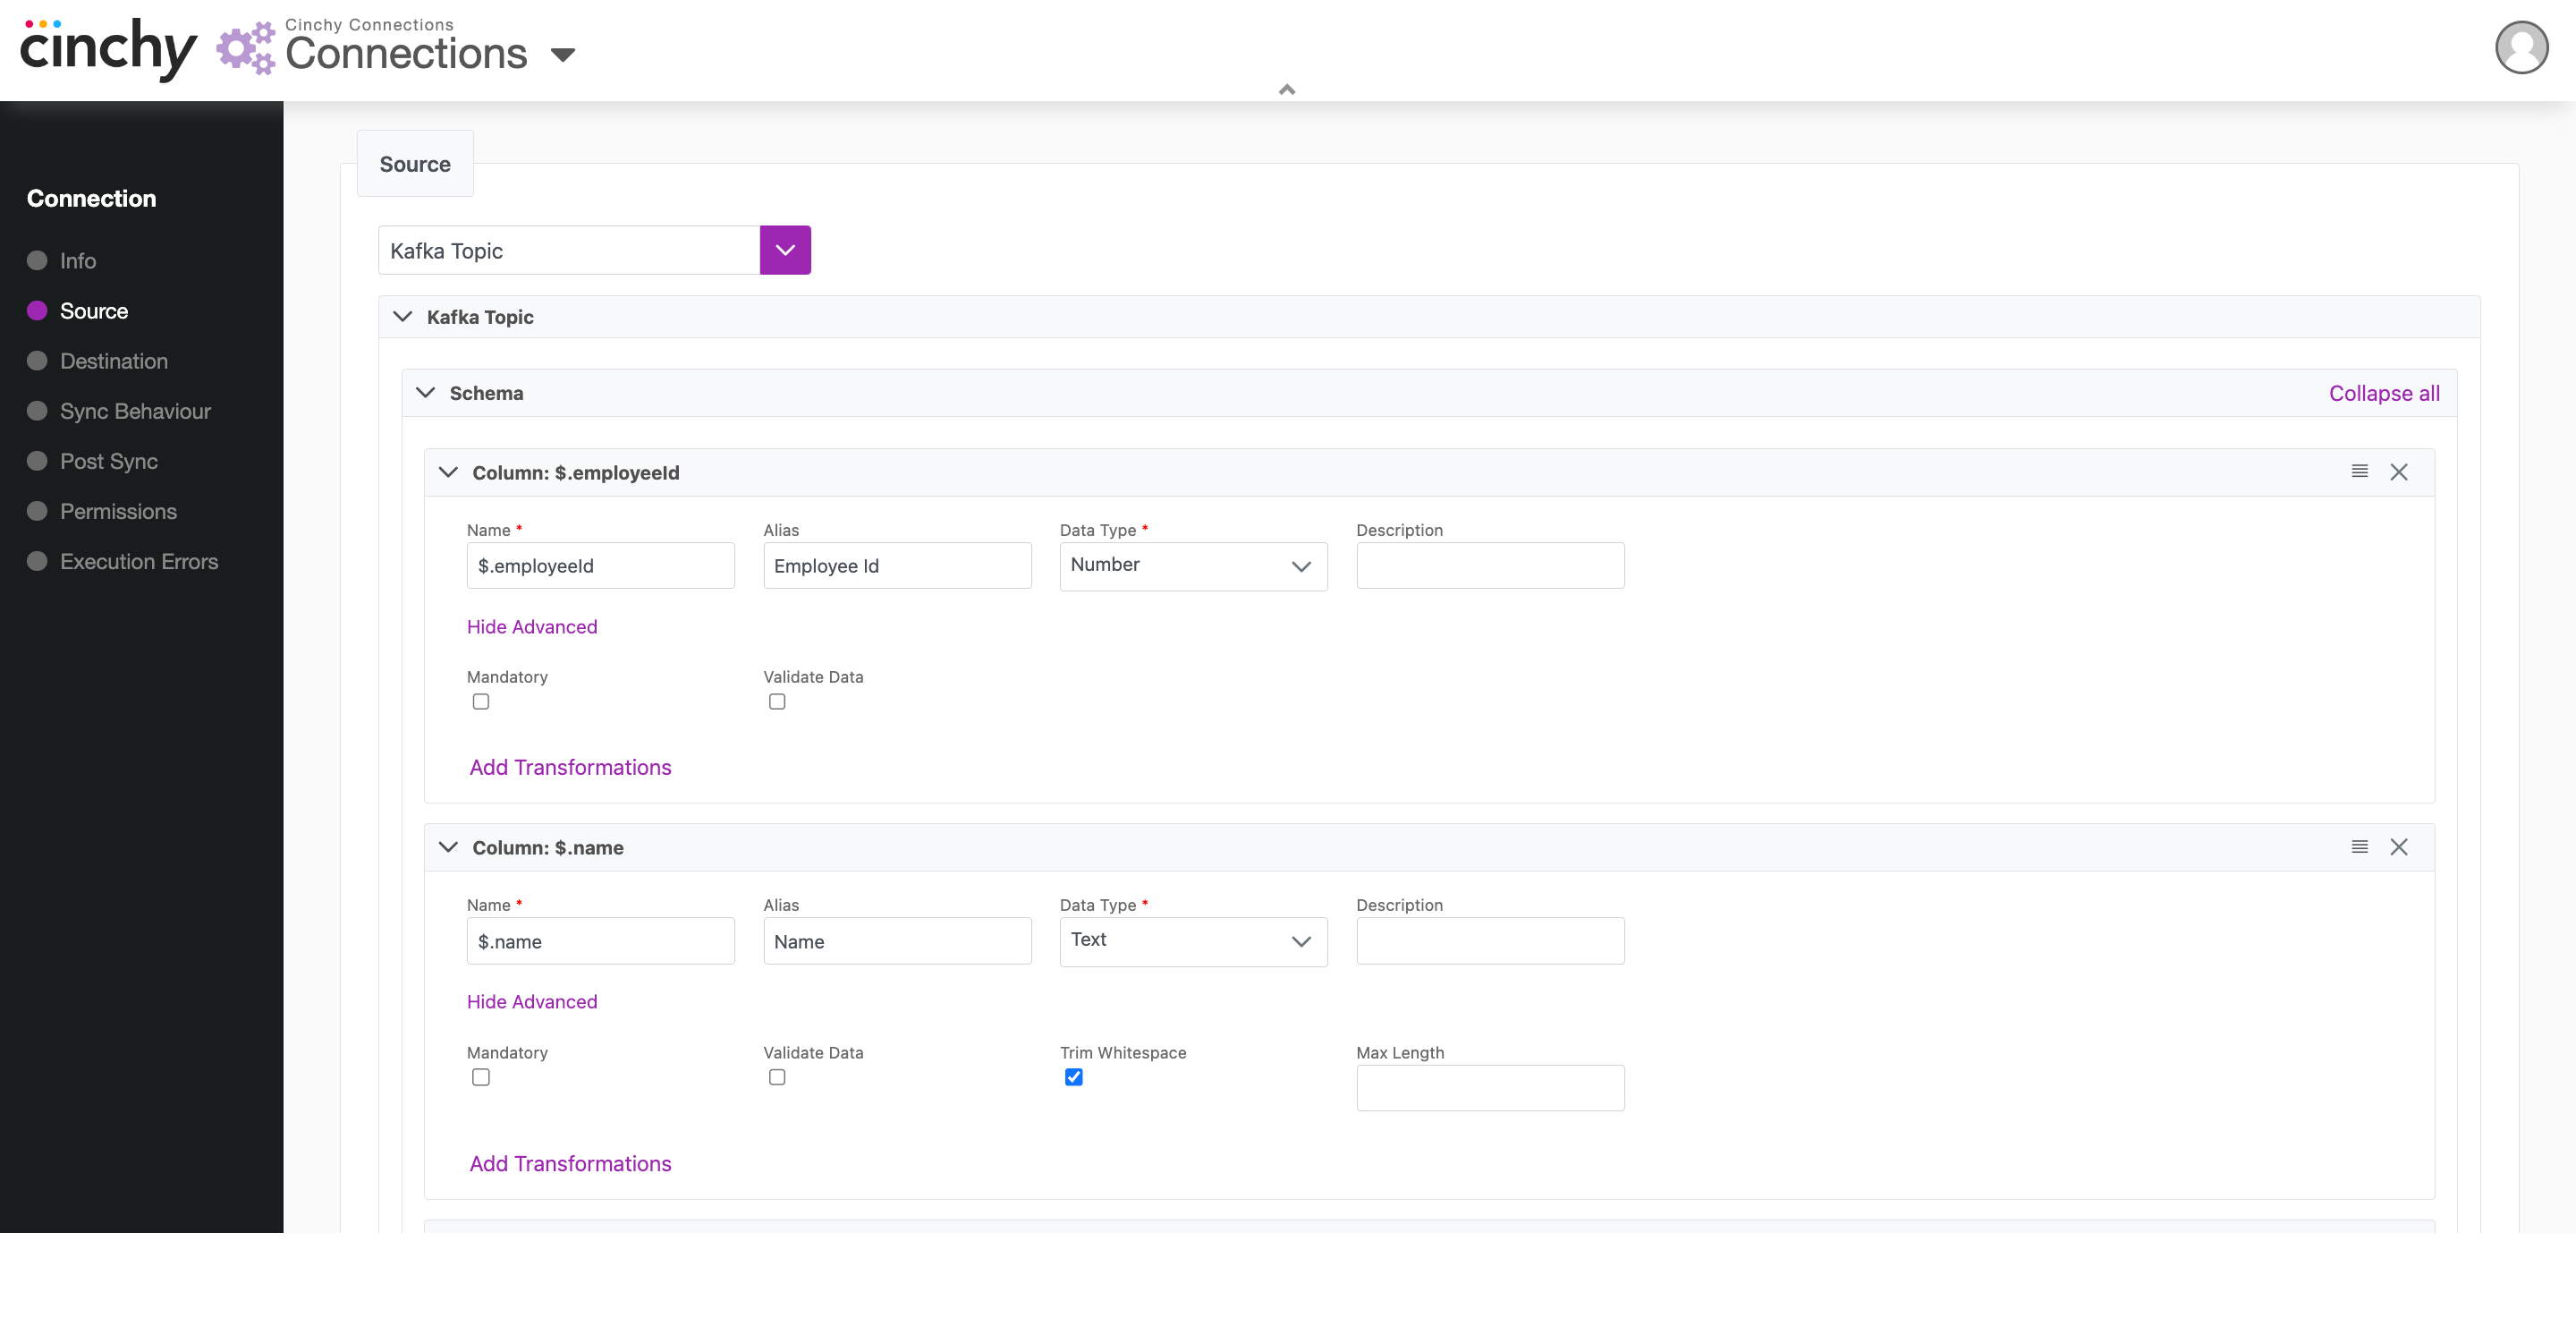 cinchy
Cinchy Connections
Connections
Connection
Info
Source
Destination
Sync Behaviour
Post Sync
Permissions
Execution Errors
Source
Kafka Topic
Kafka Topic
Schema Collapse all
Column: $.employeeId
Name * Alias Data Type * Description
$.employeeId Employee Id Number
Hide Advanced
Mandatory Validate Data
Add Transformations
Column: $.name
Name * Alias Data Type * Description
$.name Name Text
Hide Advanced
Mandatory Validate Data Trim Whitespace Max Length
Add Transformations